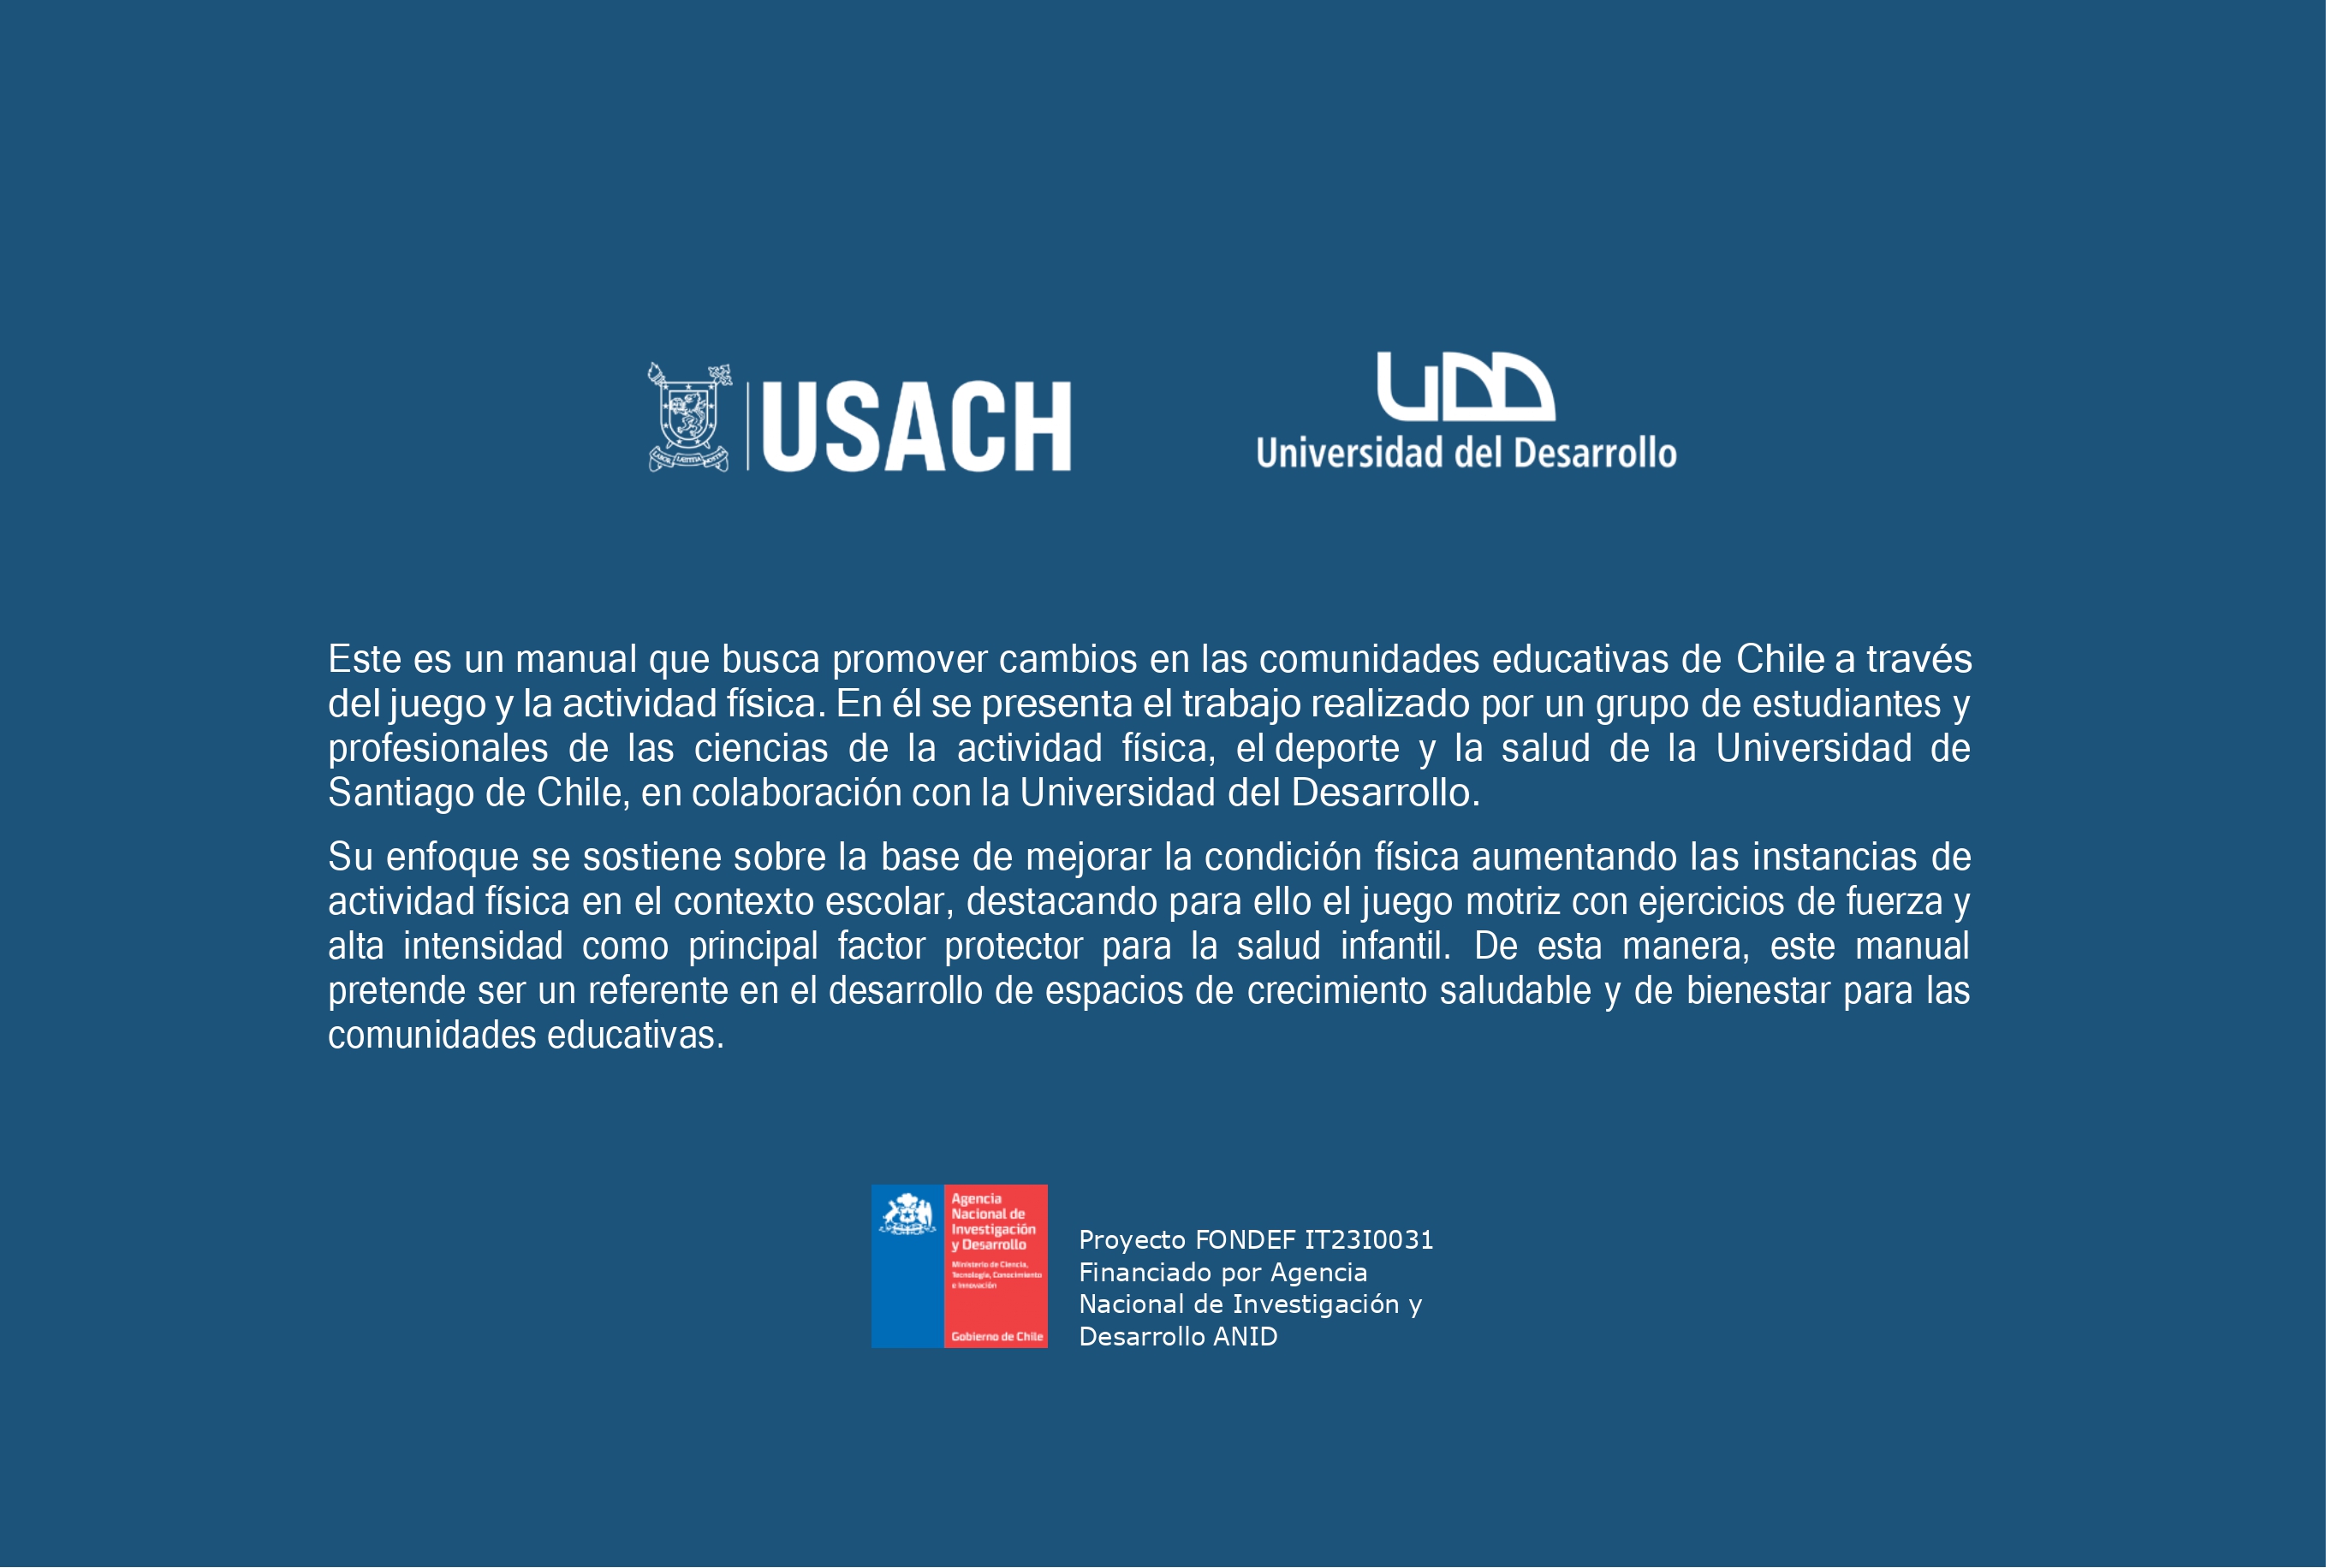 LABOR LAETITIA NOSTRA
USACH
UDD
Universidad del Desarrollo
Este es un manual que busca promover cambios en las comunidades educativas de Chile a través
del juego y la actividad física. En él se presenta el trabajo realizado por un grupo de estudiantes y
profesionales de las ciencias de la actividad física, el deporte y la salud de la Universidad de
Santiago de Chile, en colaboración con la Universidad del Desarrollo.
Su enfoque se sostiene sobre la base de mejorar la condición física aumentando las instancias de
actividad física en el contexto escolar, destacando para ello el juego motriz con ejercicios de fuerza y
alta intensidad como principal factor protector para la salud infantil. De esta manera, este manual
pretende ser un referente en el desarrollo de espacios de crecimiento saludable y de bienestar para las
comunidades educativas.
Agencia
Nacional de
Investigación
y Desarrollo
Ministerio de Ciencia,
Tecnología, Conocimiento
e Innovación
Gobierno de Chile
Proyecto FONDEF IT23I0031
Financiado por Agencia
Nacional de Investigación y
Desarrollo ANID